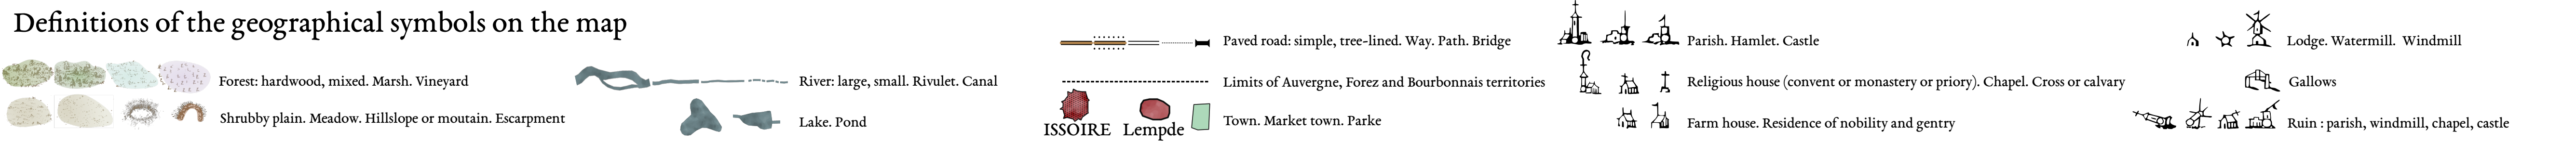 Definitions of the geographical symbols on the map
Forest: hardwood, mixed. Marsh. Vineyard
Shrubby plain. Meadow. Hillslope or moutain. Escarpment
River: large, small. Rivulet. Canal
Lake. Pond
Paved road: simple, tree-lined. Way. Path. Bridge
Limits of Auvergne, Forez and Bourbonnais territories
ISSOIRE Lempde Town. Market town. Parke
Parish. Hamlet. Castle
Religious house (convent or monastery or priory). Chapel. Cross or calvary
Farm house. Residence of nobility and gentry
Lodge. Watermill. Windmill
Gallows
Ruin : parish, windmill, chapel, castle